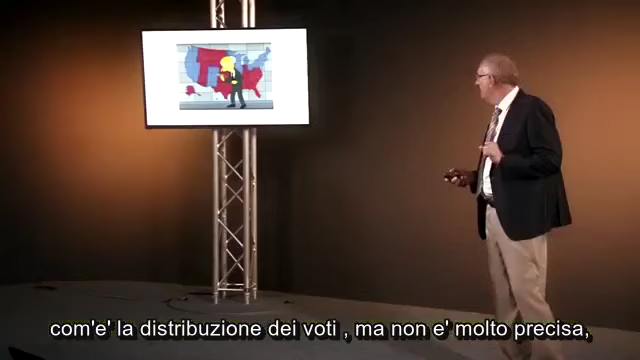 com'e' la distribuzione dei voti , ma non e' molto precisa,